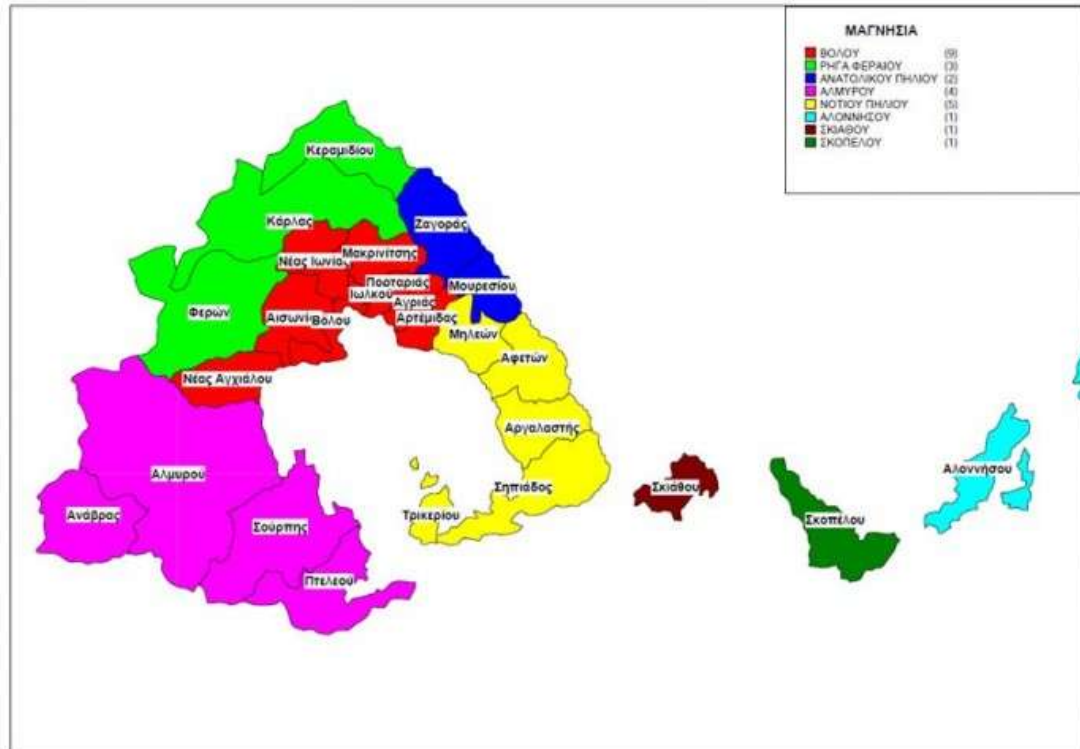 ΜΑΓΝΗΣΙΑ
ΒΟΛΟΥ (9)
ΡΗΓΑ ΦΕΡΑΙΟΥ (3)
ΑΝΑΤΟΛΙΚΟΥ ΠΗΛΙΟΥ (2)
ΑΛΜΥΡΟΥ (4)
ΝΟΤΙΟΥ ΠΗΛΙΟΥ (5)
ΑΛΟΝΝΗΣΟΥ (1)
ΣΚΙΑΘΟΥ (1)
ΣΚΟΠΕΛΟΥ (1)
Κεραμιδίου
Κάρλας
Ζαγοράς
Μακρινίτσης
Νέας Ιωνίας
Πορταριάς
Μουρεσίου
Ιωλκού
Αγριάς
Φερών
Αισωνίας
Βόλου
Αρτέμιδας
Μηλεών
Αφετών
Νέας Αγχιάλου
Αργαλαστής
Αλμυρού
Αλοννήσου
Σηπιάδος
Σκιάθου
Ανάβρας
Τρικερίου
Σούρπης
Σκοπέλου
Πτελεού